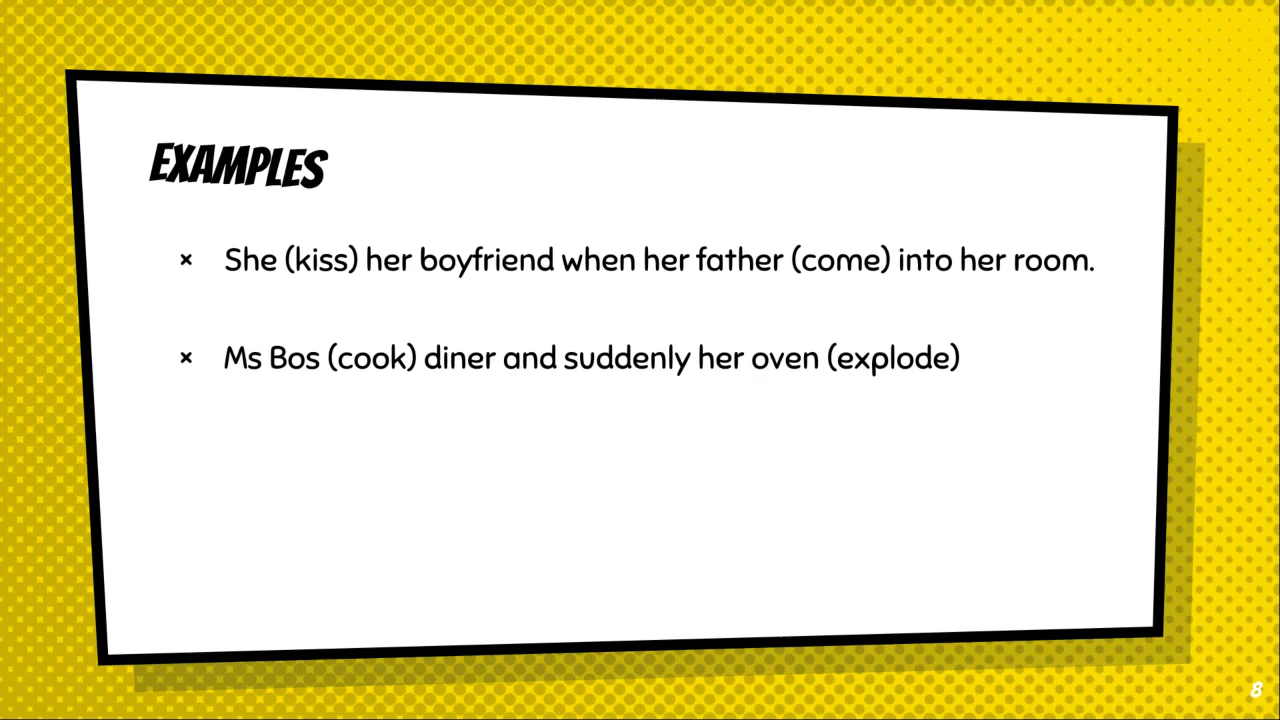 EXAMPLES
× She (kiss) her boyfriend when her father (come) into her room.
× Ms Bos (cook) diner and suddenly her oven (explode)
8